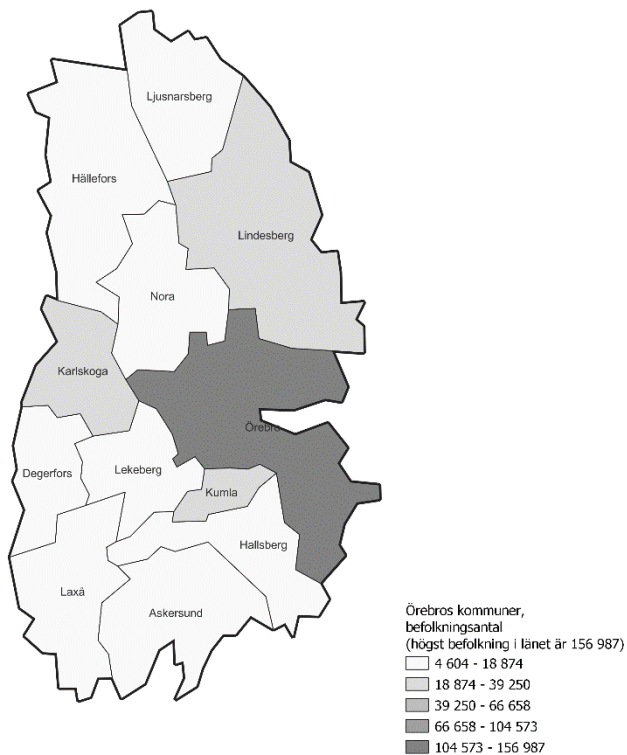 Ljusnarsberg
Hällefors
Lindesberg
Nora
Karlskoga
Örebro
Degerfors
Lekeberg
Kumla
Hallsberg
Laxå
Askersund
Örebros kommuner,
befolkningsantal
(högst befolkning i länet är 156 987)
4 604 - 18 874
18 874 - 39 250
39 250 - 66 658
66 658 - 104 573
104 573 - 156 987